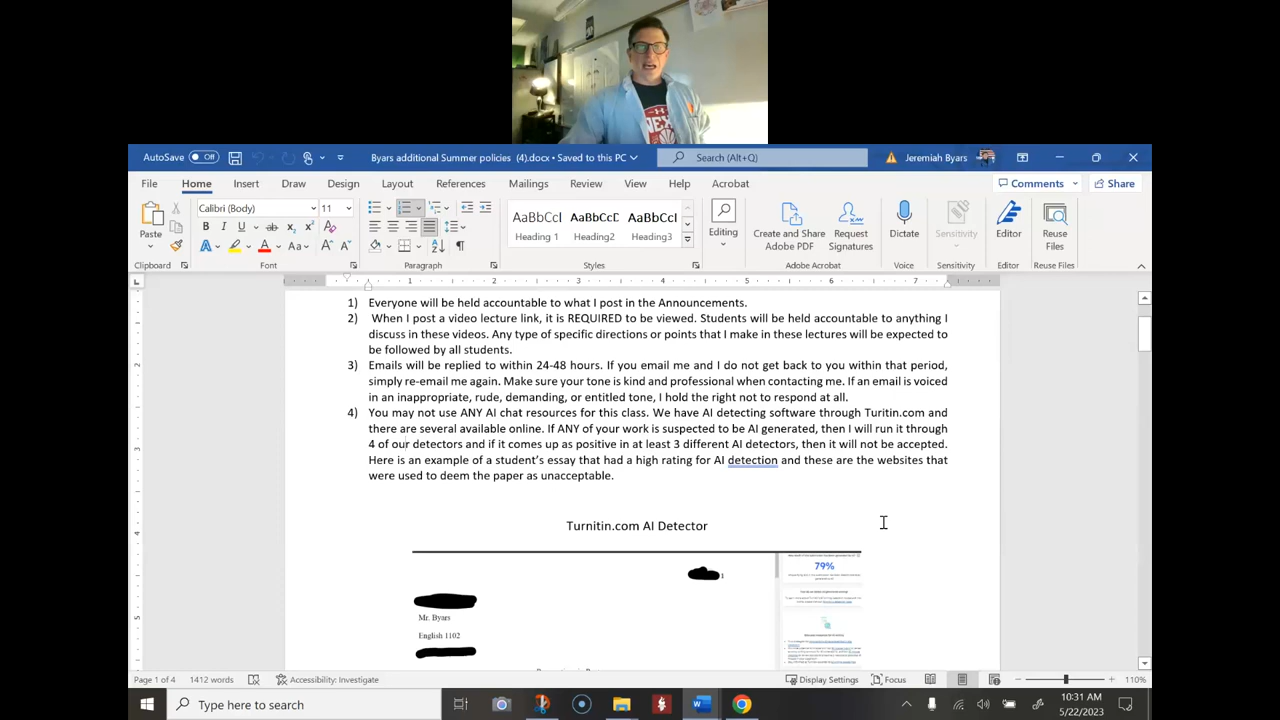 AutoSave Off
Byars additional Summer policies (4).docx • Saved to this PC
Search (Alt+Q)
Jeremiah Byars
File Home Insert Draw Design Layout References Mailings Review View Help Acrobat
Comments Share
Paste
Calibri (Body) 11
AaBbCcI AaBbCcC AaBbCcI
Heading 1 Heading2 Heading3
Editing
Create and Share Adobe PDF
Request Signatures
Dictate
Sensitivity
Editor
Reuse Files
Clipboard Font Paragraph Styles Adobe Acrobat Voice Sensitivity Editor Reuse Files
1 2 3 4 5 6 7
1) Everyone will be held accountable to what I post in the Announcements.
2) When I post a video lecture link, it is REQUIRED to be viewed. Students will be held accountable to anything I
discuss in these videos. Any type of specific directions or points that I make in these lectures will be expected to
be followed by all students.
3) Emails will be replied to within 24-48 hours. If you email me and I do not get back to you within that period,
simply re-email me again. Make sure your tone is kind and professional when contacting me. If an email is voiced
in an inappropriate, rude, demanding, or entitled tone, I hold the right not to respond at all.
4) You may not use ANY AI chat resources for this class. We have AI detecting software through Turitin.com and
there are several available online. If ANY of your work is suspected to be AI generated, then I will run it through
4 of our detectors and if it comes up as positive in at least 3 different AI detectors, then it will not be accepted.
Here is an example of a student's essay that had a high rating for AI detection and these are the websites that
were used to deem the paper as unacceptable.
Turnitin.com AI Detector
1
79%
Mr. Byars
English 1102
Page 1 of 4 1412 words Accessibility: Investigate
Display Settings Focus 110%
Type here to search
10:31 AM
5/22/2023